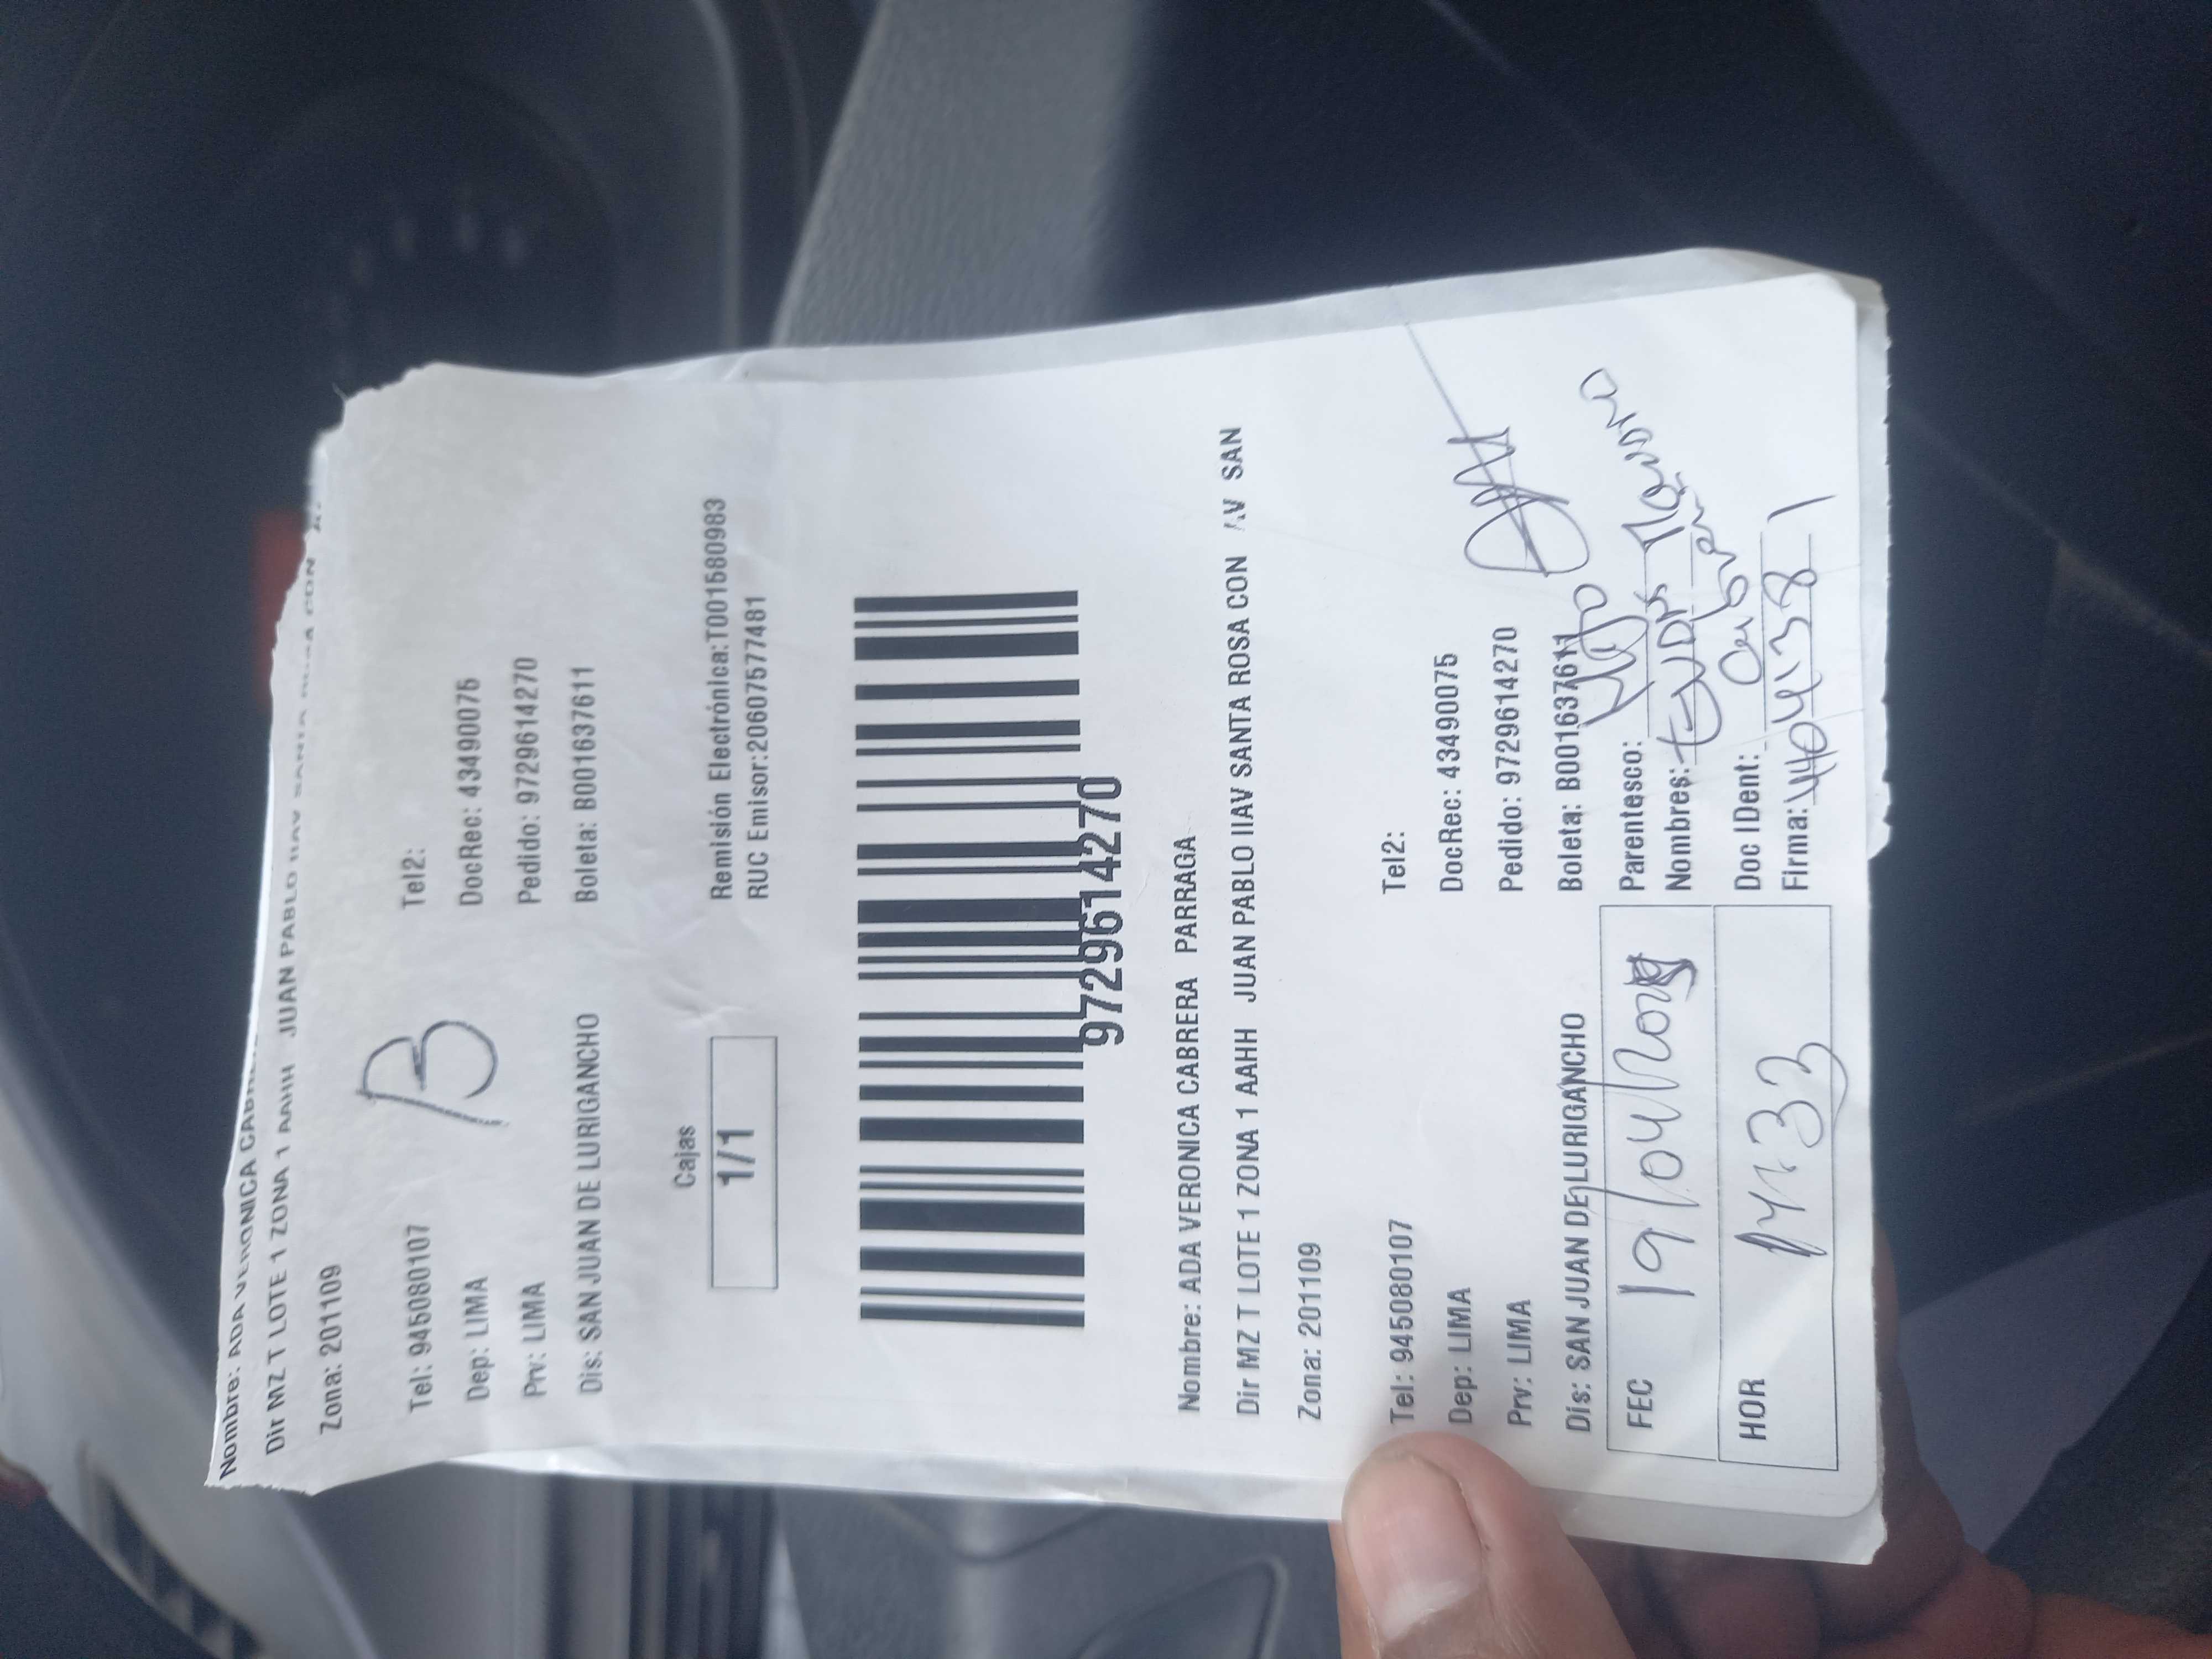 Nombre: ADA VERONICA
Dir MZ T LOTE 1 ZONA 1 AAHH JUAN PABLO IIAV SANTA ROSA CON
Zona: 201109
B
Tel: 945080107 Tel2:
Dep: LIMA DocRec: 43490075
Prv: LIMA Pedido: 9729614270
Dis: SAN JUAN DE LURIGANCHO Boleta: B001637611
Cajas
1/1
Remisión Electrónica:T001580983
RUC Emisor:20607577481
9729614270
Nombre: ADA VERONICA CABRERA PARRAGA
Dir MZ T LOTE 1 ZONA 1 AAHH JUAN PABLO IIAV SANTA ROSA CON AV SAN
Zona: 201109
Tel: 945080107 Tel2:
Dep: LIMA DocRec: 43490075
Prv: LIMA Pedido: 9729614270
Dis: SAN JUAN DE LURIGANCHO Boleta: B001637611
FEC 19/04/
Parentesco:
Nombres:
HOR
Doc IDent:
Firma: